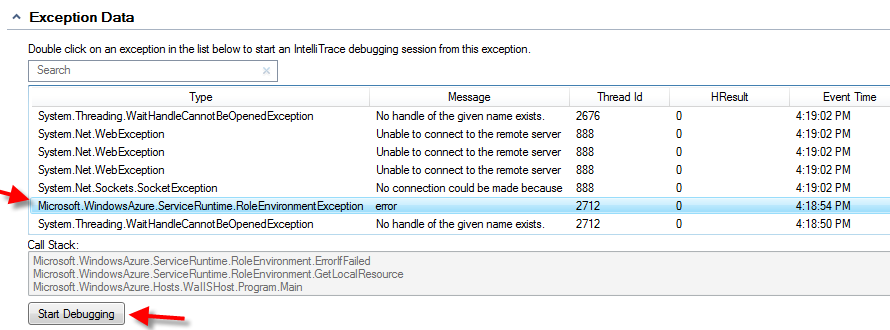 Exception Data
Double click on an exception in the list below to start an IntelliTrace debugging session from this exception.
Search
Type Message Thread Id HResult Event Time
System.Threading.WaitHandleCannotBeOpenedException No handle of the given name exists. 2676 0 4:19:02 PM
System.Net.WebException Unable to connect to the remote server 888 0 4:19:02 PM
System.Net.WebException Unable to connect to the remote server 888 0 4:19:02 PM
System.Net.WebException Unable to connect to the remote server 888 0 4:19:02 PM
System.Net.Sockets.SocketException No connection could be made because 888 0 4:19:02 PM
Microsoft.WindowsAzure.ServiceRuntime.RoleEnvironmentException error 2712 0 4:18:54 PM
System.Threading.WaitHandleCannotBeOpenedException No handle of the given name exists. 2712 0 4:18:50 PM
Call Stack:
Microsoft.WindowsAzure.ServiceRuntime.RoleEnvironment.ErrorIfFailed
Microsoft.WindowsAzure.ServiceRuntime.RoleEnvironment.GetLocalResource
Microsoft.WindowsAzure.Hosts.WaIISHost.Program.Main
Start Debugging